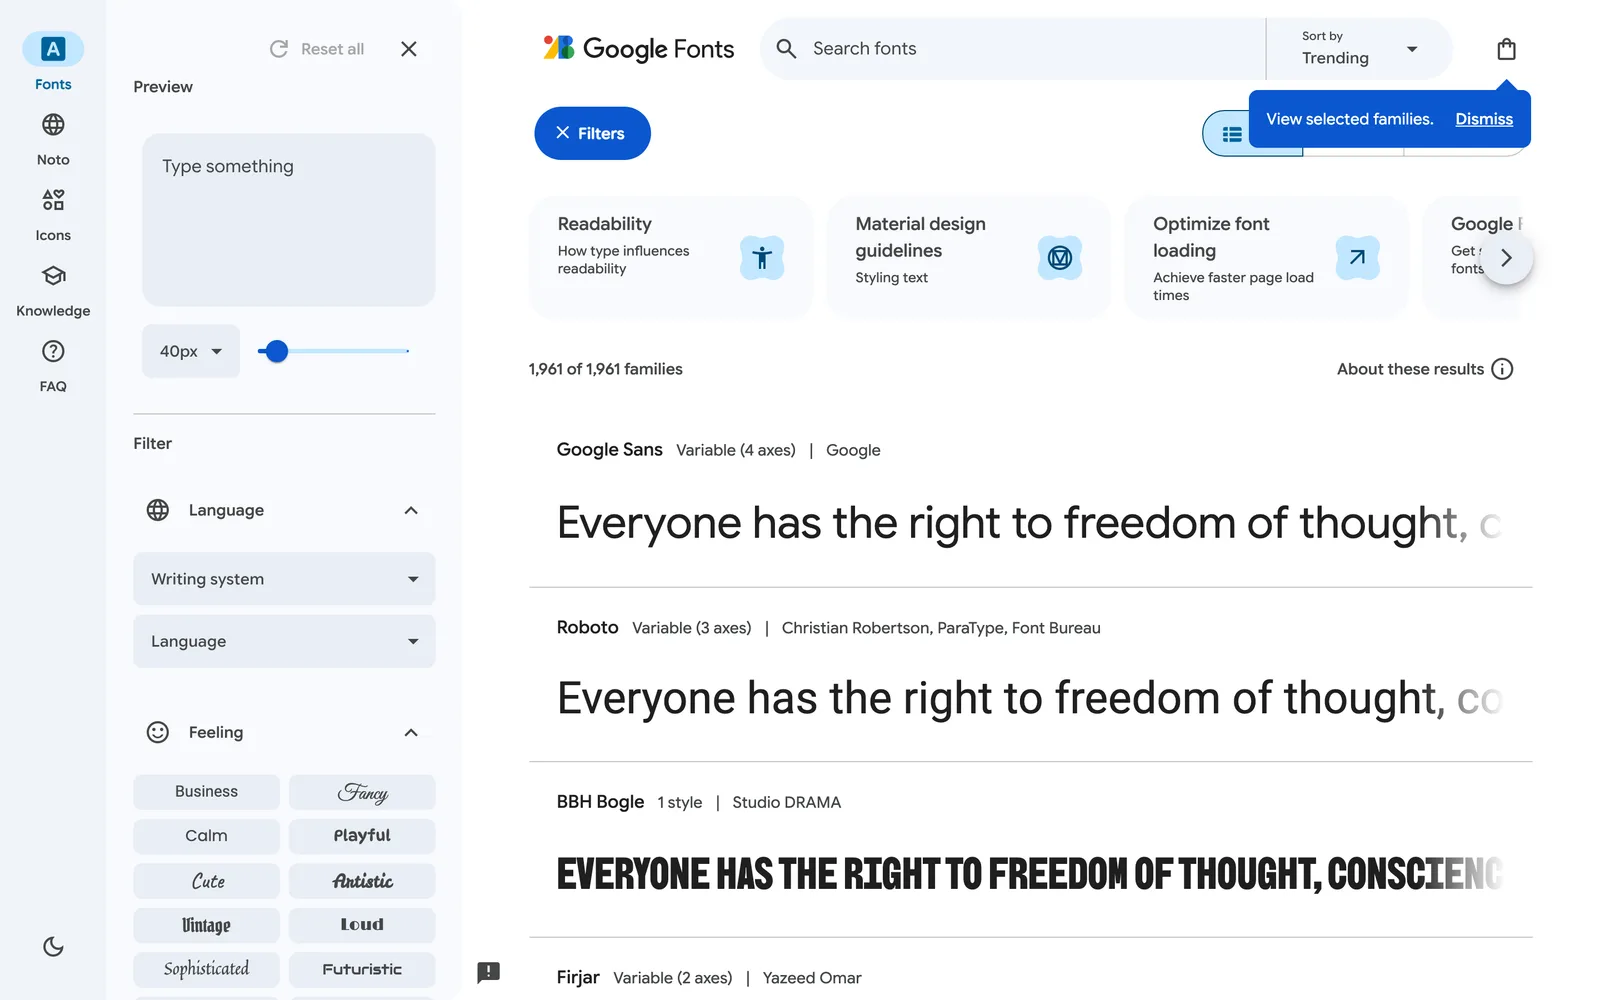 Fonts
Noto
Icons
Knowledge
FAQ
Reset all
Preview
Type something
40px
Filter
Language
Writing system
Language
Feeling
Business
Fancy
Calm
Playful
Cute
Artistic
Vintage
Loud
Sophisticated
Futuristic
Google Fonts
Search fonts
Sort by
Trending
View selected families. Dismiss
Filters
Readability
How type influences
readability
Material design
guidelines
Styling text
Optimize font
loading
Achieve faster page load
times
Google
Get
fonts
1,961 of 1,961 families
About these results
Google Sans Variable (4 axes) | Google
Everyone has the right to freedom of thought, c
Roboto Variable (3 axes) | Christian Robertson, ParaType, Font Bureau
Everyone has the right to freedom of thought, co
BBH Bogle 1 style | Studio DRAMA
EVERYONE HAS THE RIGHT TO FREEDOM OF THOUGHT, CONSCIENC
Firjar Variable (2 axes) | Yazeed Omar